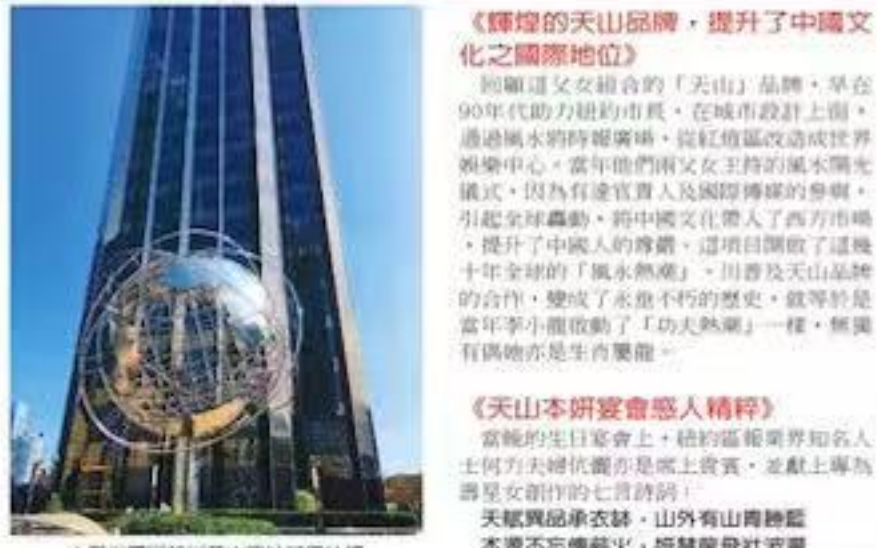 《輝煌的天山品牌，提升了中國文
化之國際地位》
回顧這父女組合的「天山」品牌，早在
90年代助力紐約市長，在城市設計上面，
通過風水將時報廣場，從紅燈區改造成世界
娛樂中心。當年他們兩父女主持的風水開光
儀式，因為有達官貴人及國際傳媒的參與，
引起全球轟動，將中國文化帶入了西方市場
，提升了中國人的尊嚴、這項目開啟了這幾
十年全球的「風水熱潮」。川普及天山品牌
的合作，變成了永垂不朽的歷史，就等於是
當年李小龍啟動了「功夫熱潮」一樣，無獨
有偶她亦是生肖屬龍。
《天山本妍宴會感人精粹》
當晚的生日宴會上，紐約區報業界知名人
士何力夫婦伉儷亦是席上貴賓，並獻上專為
壽星女創作的七言詩詞：
天賦異品承衣缽，山外有山青勝藍